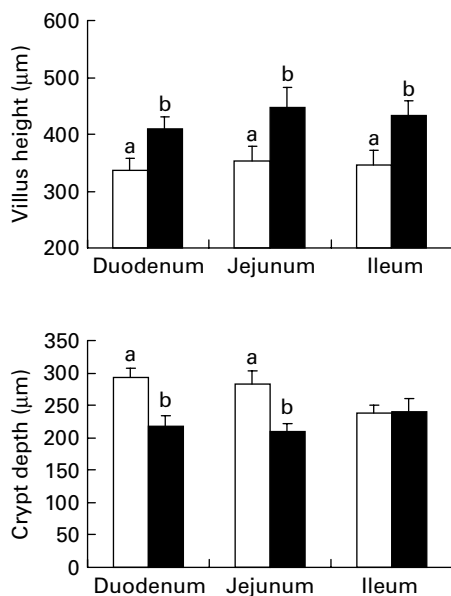 Villus height (μm)
600
500
400
300
200
a
b
a
b
a
b
Duodenum
Jejunum
Ileum
Crypt depth (μm)
350
300
250
200
150
100
50
0
a
b
a
b
Duodenum
Jejunum
Ileum